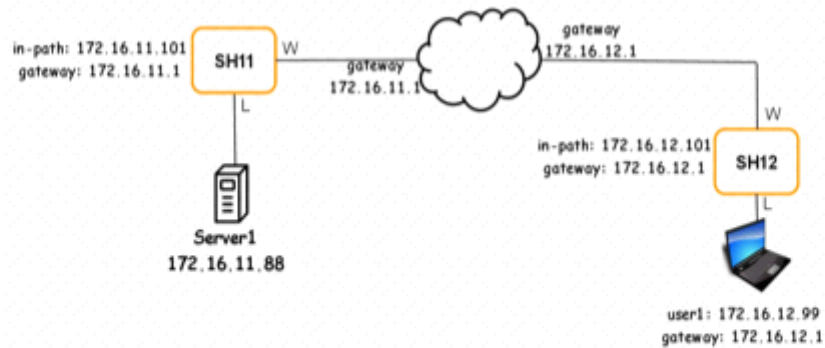 in-path: 172.16.11.101
gateway: 172.16.11.1
SH11
W
L
gateway
172.16.11.1
gateway
172.16.12.1
W
in-path: 172.16.12.101
gateway: 172.16.12.1
SH12
L
Server1
172.16.11.88
user1: 172.16.12.99
gateway: 172.16.12.1